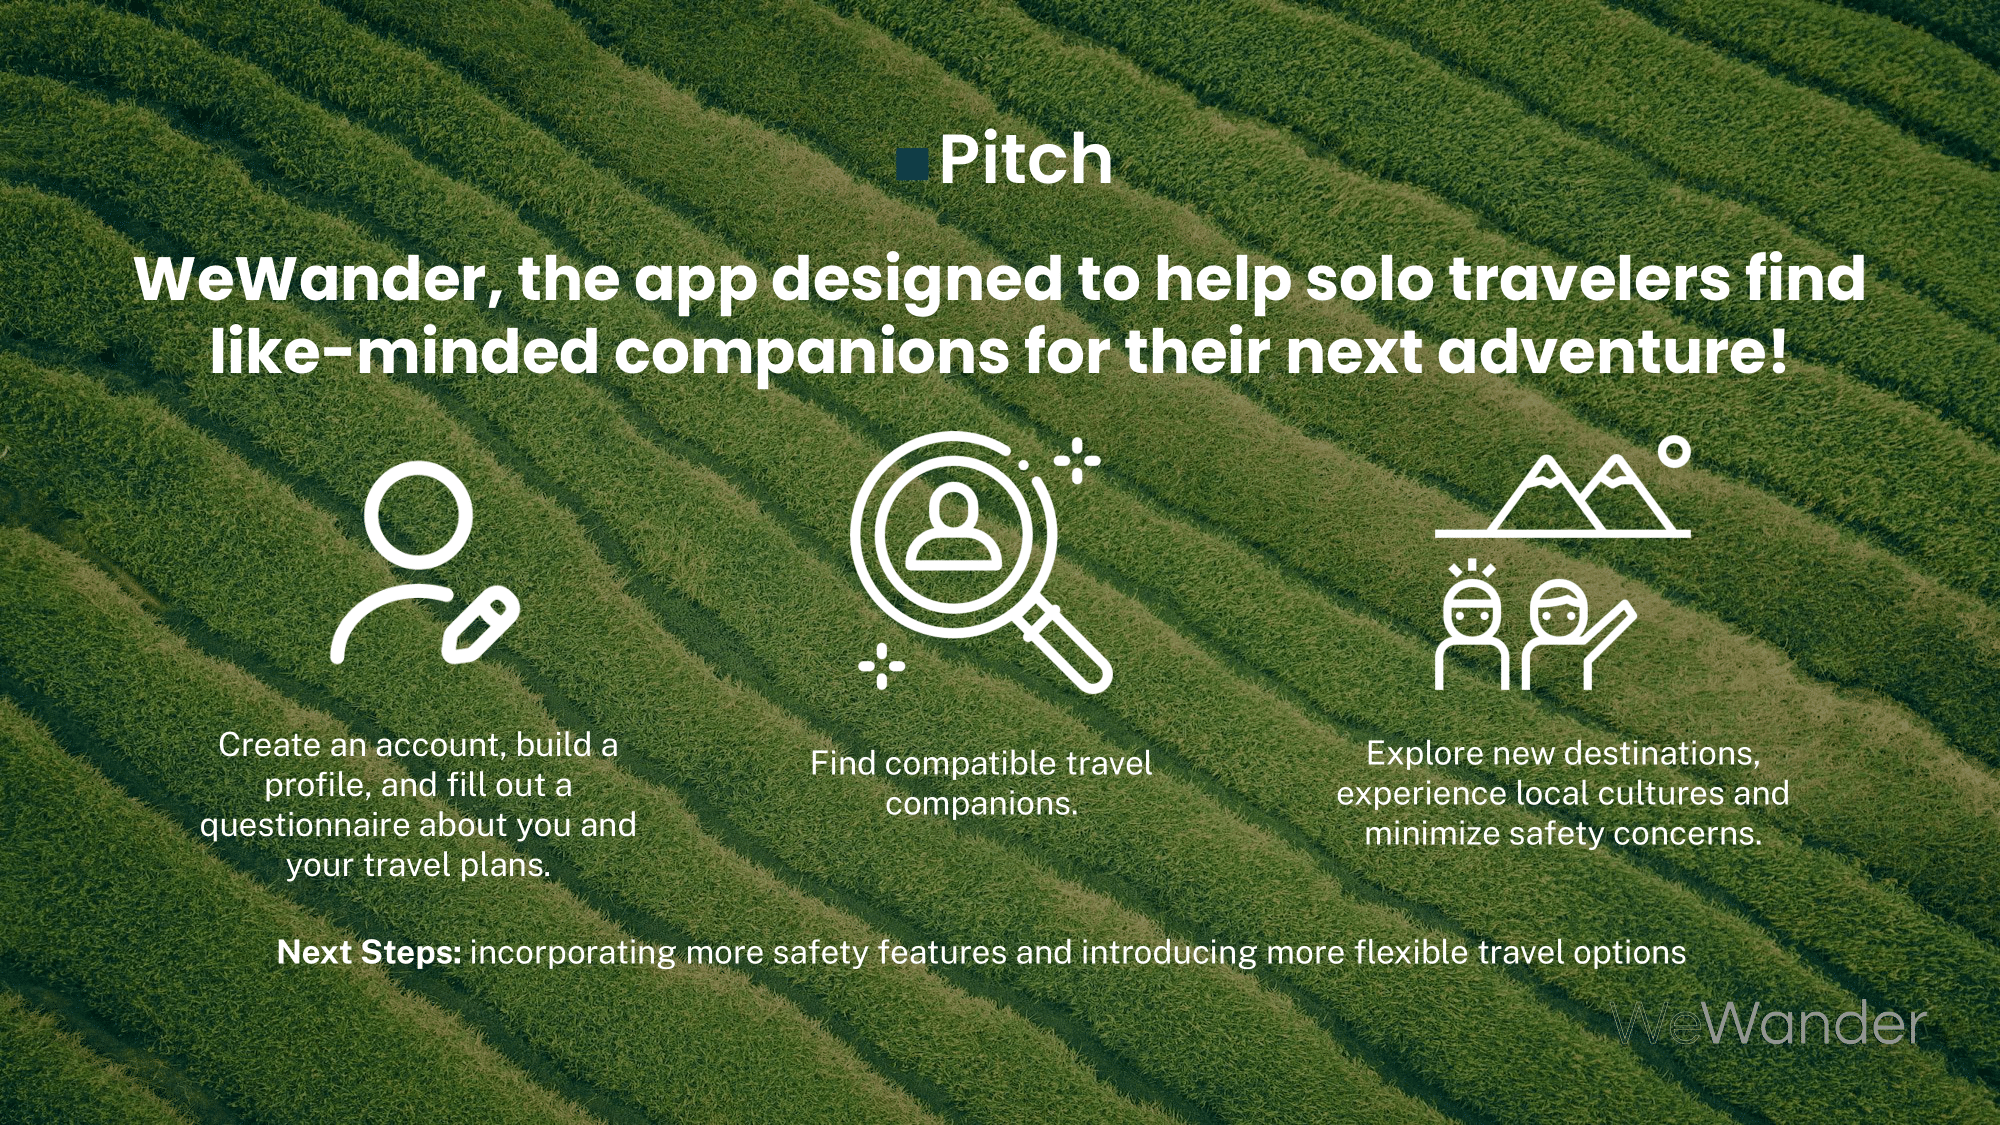 Pitch
WeWander, the app designed to help solo travelers find
like-minded companions for their next adventure!
Create an account, build a
profile, and fill out a
questionnaire about you and
your travel plans.
Find compatible travel
companions.
Explore new destinations,
experience local cultures and
minimize safety concerns.
Next Steps: incorporating more safety features and introducing more flexible travel options
WeWander